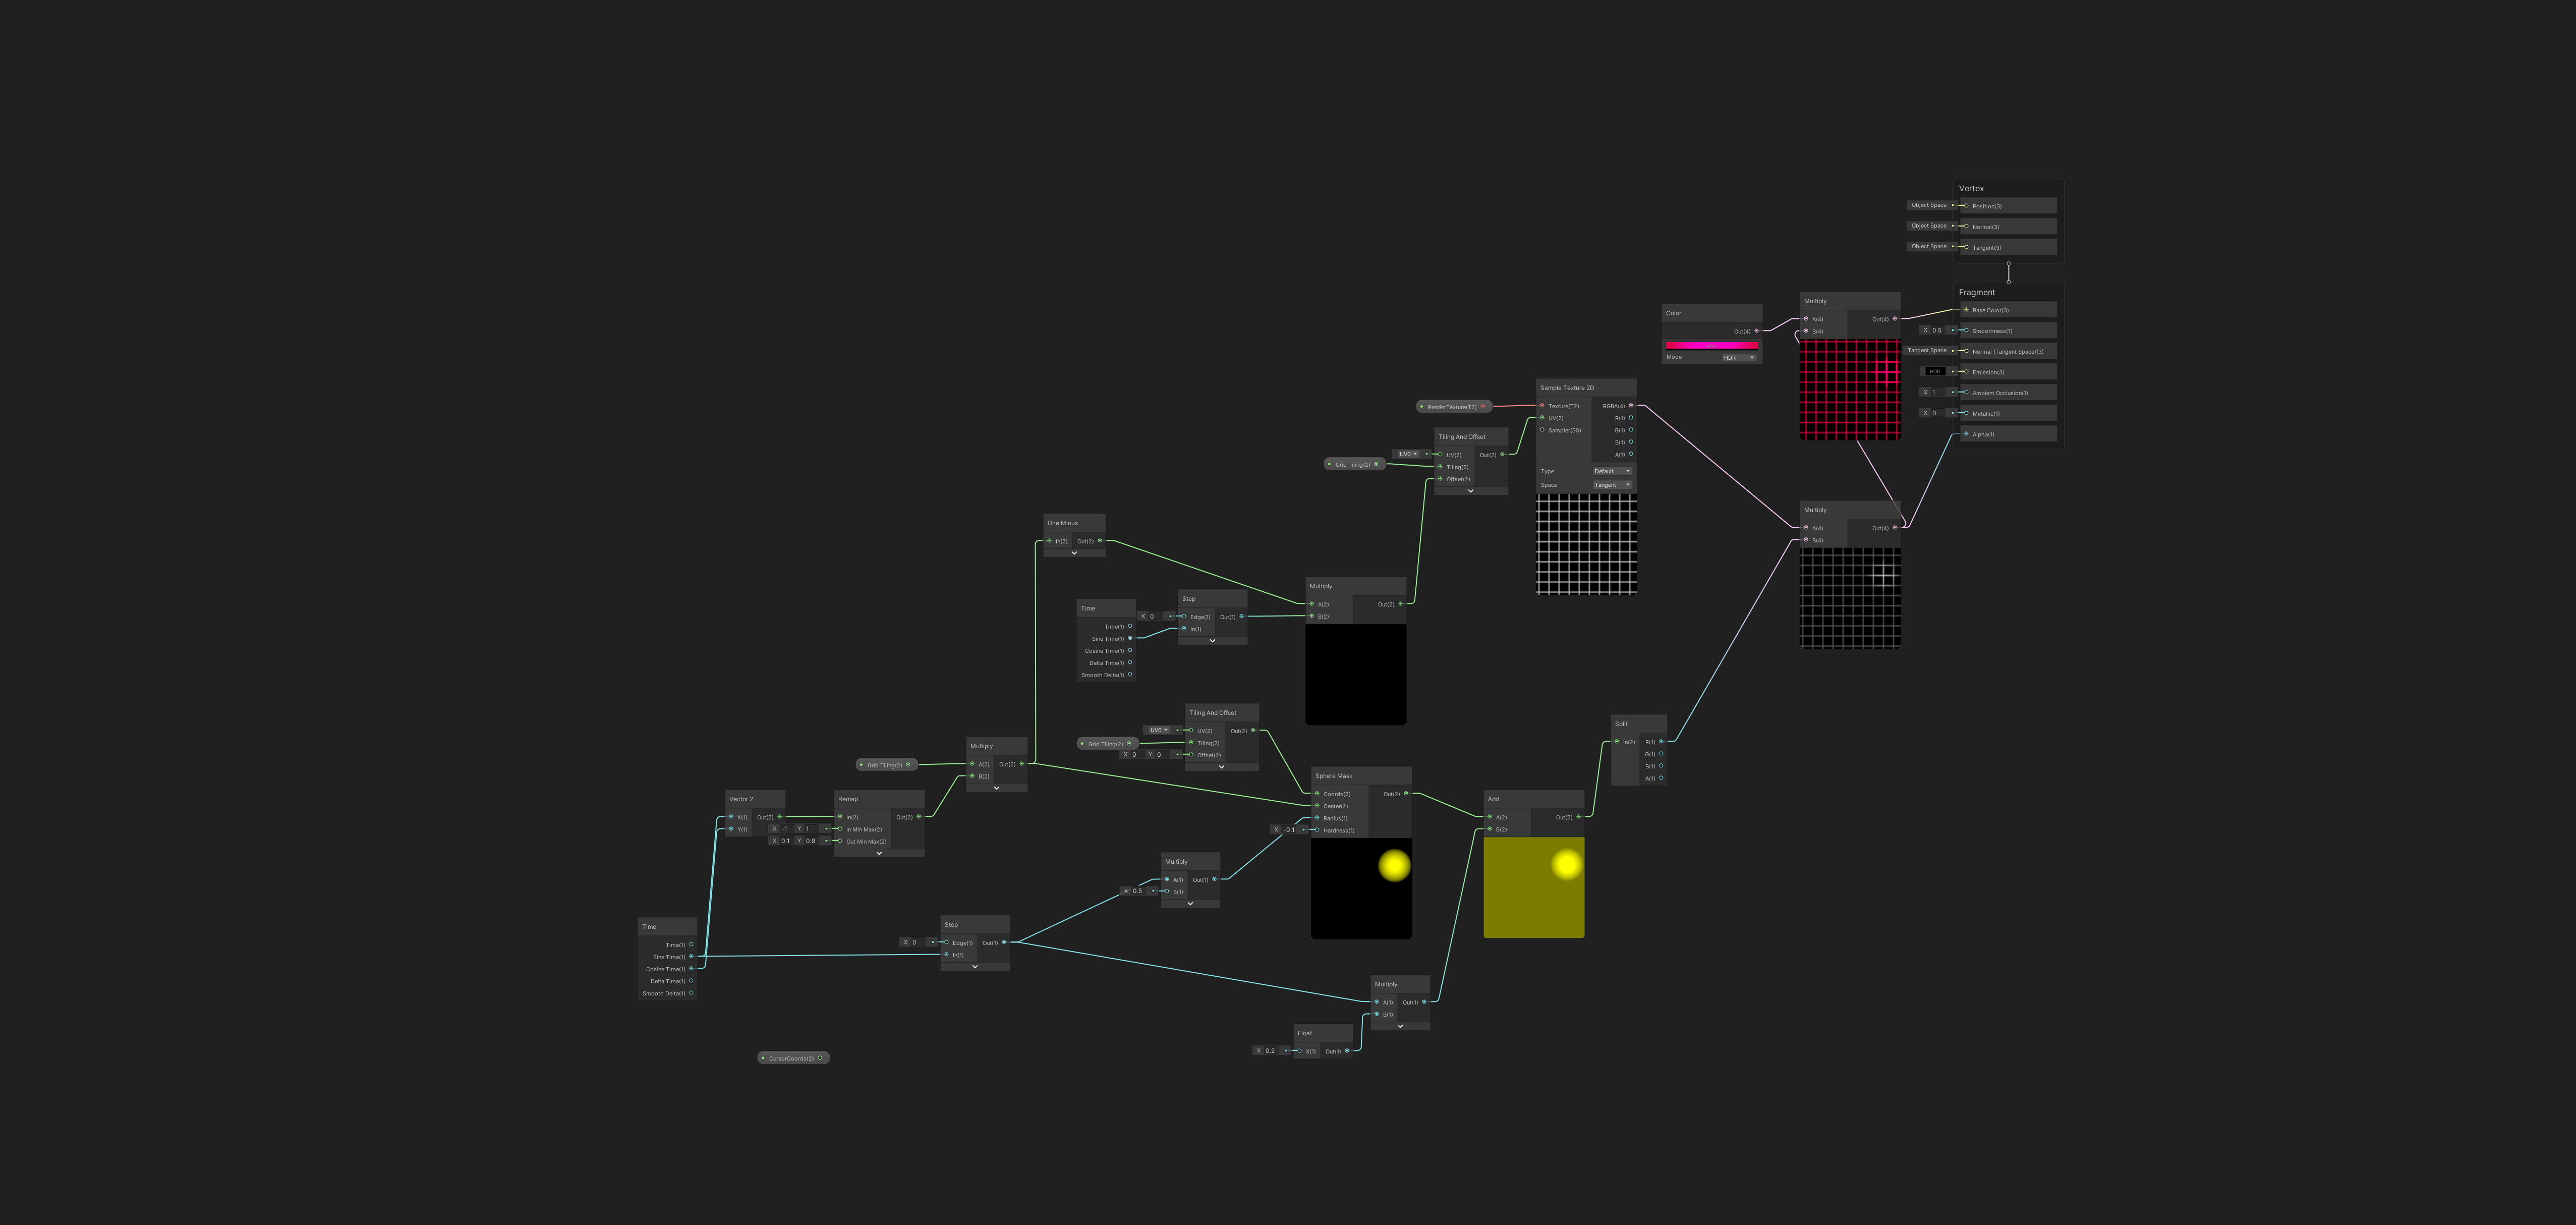 Vertex
Object Space
Position(3)
Object Space
Normal(3)
Object Space
Tangent(3)
Fragment
Base Color(3)
X 0.5
Smoothness(1)
Tangent Space
Normal (Tangent Space)(3)
HDR
Emission(3)
X 1
Ambient Occlusion(1)
X 0
Metallic(1)
Alpha(1)
Multiply
A(4) Out(4)
B(4)
Color
Out(4)
Mode HDR
Sample Texture 2D
Texture(T2) RGBA(4)
UV(2) R(1)
Sampler(SS) G(1)
B(1)
A(1)
Type Default
Space Tangent
RenderTexture(T2)
Tiling And Offset
UV0
UV(2) Out(2)
Tiling(2)
Offset(2)
Grid Tiling(2)
Multiply
A(4) Out(4)
B(4)
One Minus
In(2) Out(2)
Multiply
A(2) Out(2)
B(2)
Step
X 0
Edge(1) Out(1)
In(1)
Time
Time(1)
Sine Time(1)
Cosine Time(1)
Delta Time(1)
Smooth Delta(1)
Tiling And Offset
UV0
UV(2) Out(2)
Tiling(2)
X 0 Y 0
Offset(2)
Grid Tiling(2)
Split
In(2) R(1)
G(1)
B(1)
A(1)
Multiply
A(2) Out(2)
B(2)
Grid Tiling(2)
Sphere Mask
Coords(2) Out(2)
Center(2)
Radius(1)
X -0.1
Hardness(1)
Vector 2
X(1) Out(2)
Y(1)
Remap
In(2) Out(2)
X -1 Y 1
In Min Max(2)
X 0.1 Y 0.9
Out Min Max(2)
Add
A(2) Out(2)
B(2)
Multiply
A(1) Out(1)
X 0.5
B(1)
Step
X 0
Edge(1) Out(1)
In(1)
Time
Time(1)
Sine Time(1)
Cosine Time(1)
Delta Time(1)
Smooth Delta(1)
Multiply
A(1) Out(1)
B(1)
Float
X 0.2
X(1) Out(1)
CursorCoords(2)